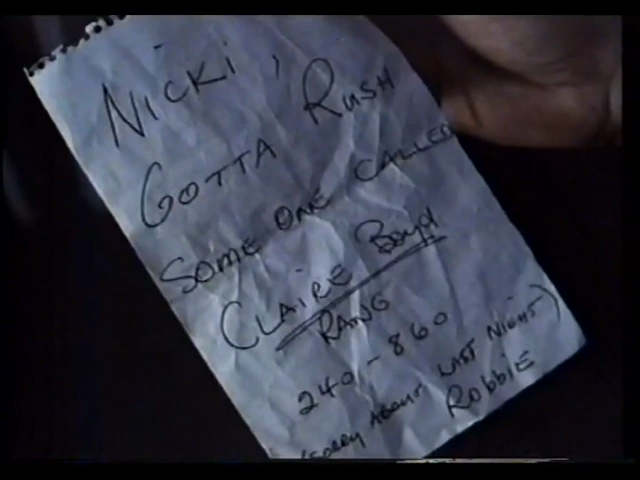 Nicki,
Gotta Rush
Some one called
Claire Boyd
Rang
240-860
(Sorry about last night)
Robbie